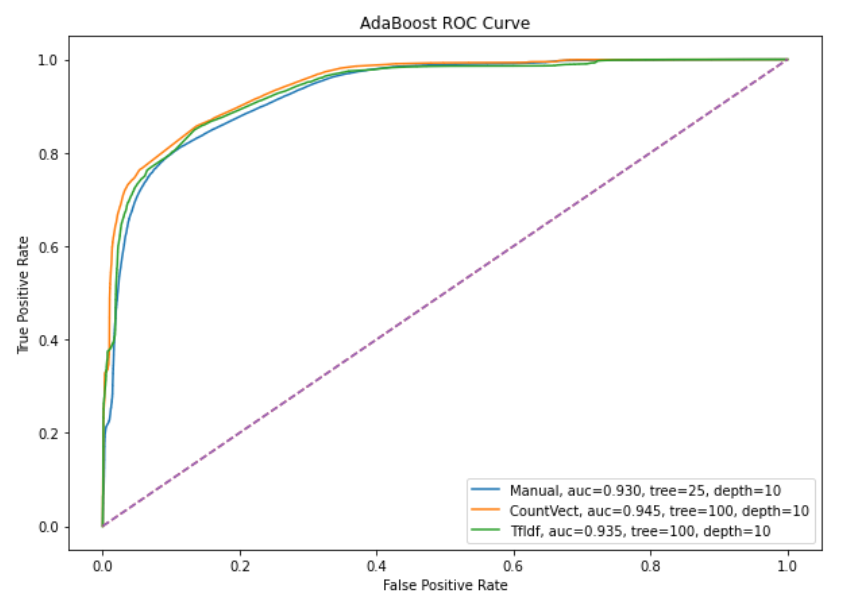 AdaBoost ROC Curve
1.0
0.8
0.6
0.4
0.2
0.0
True Positive Rate
Manual, auc=0.930, tree=25, depth=10
CountVect, auc=0.945, tree=100, depth=10
TfIdf, auc=0.935, tree=100, depth=10
0.0 0.2 0.4 0.6 0.8 1.0
False Positive Rate